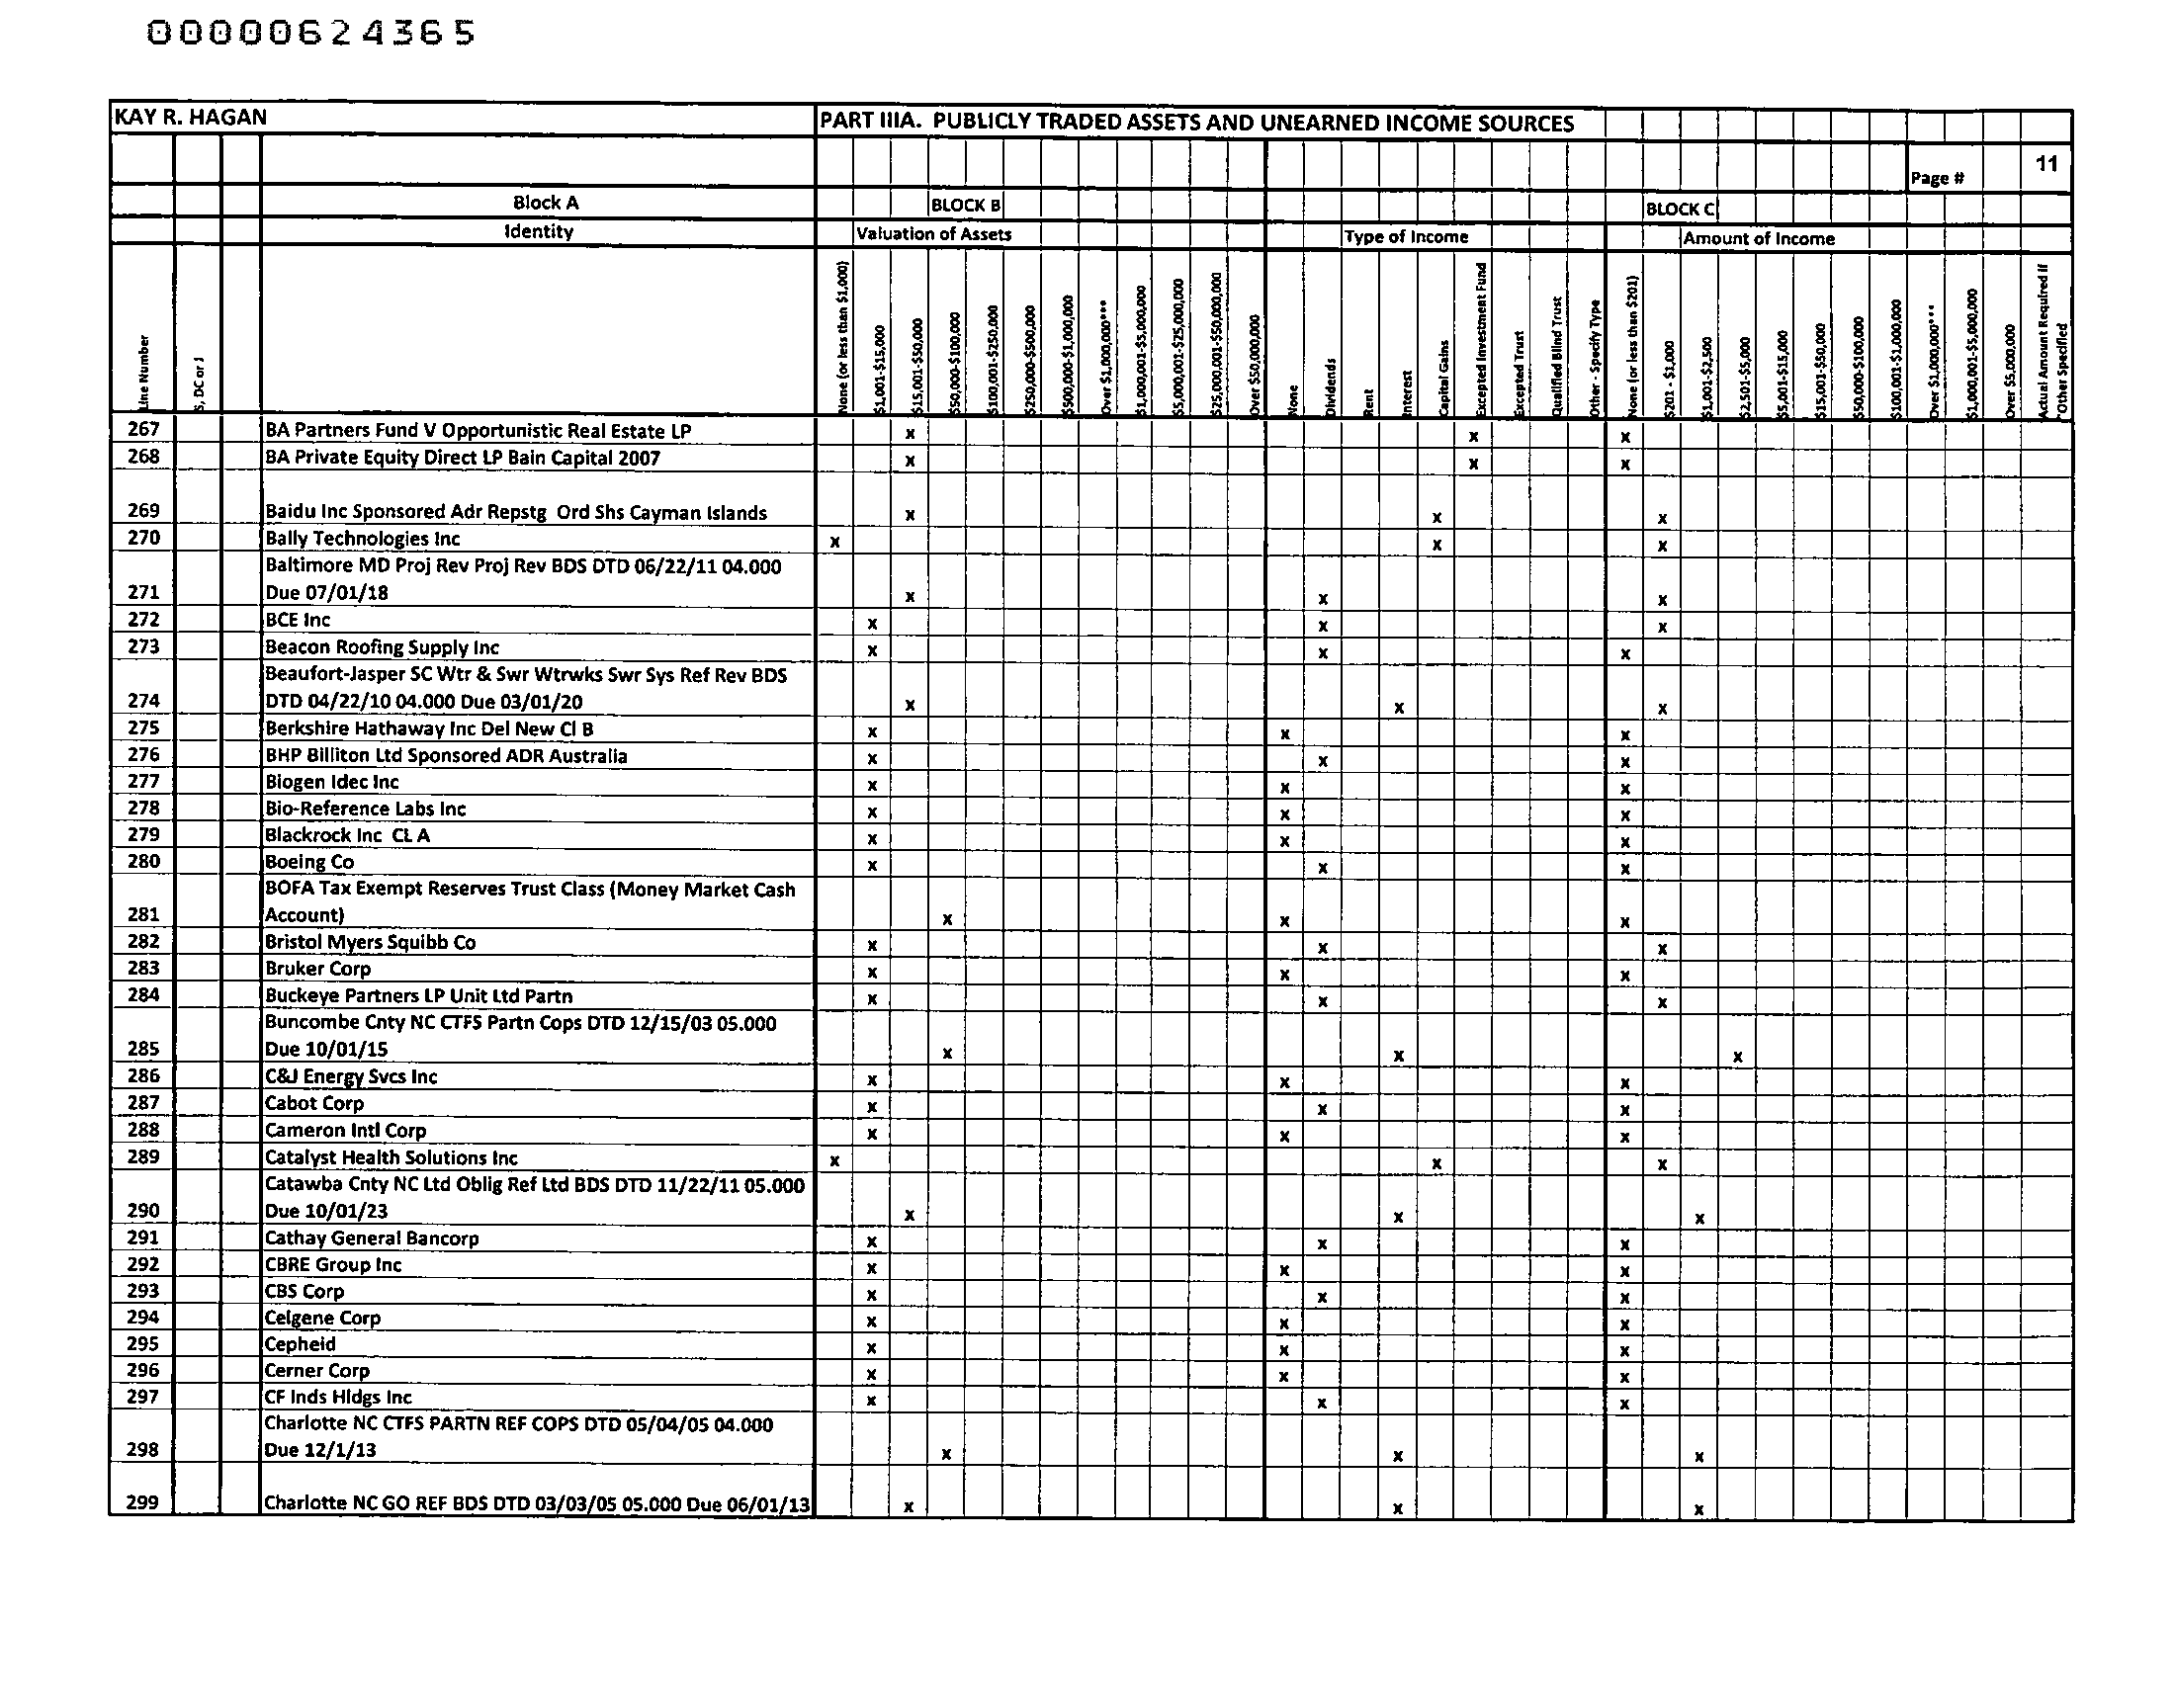 00000624365
KAY R. HAGAN PART IIIA. PUBLICLY TRADED ASSETS AND UNEARNED INCOME SOURCES
11
Page #
Block A BLOCK B BLOCK C
Identity Valuation of Assets Type of Income Amount of Income
Line Number S, DC or J None (or less than $1,000) $1,001-$15,000 $15,001-$50,000 $50,000-$100,000 $100,001-$250,000 $250,000-$500,000 $500,000-$1,000,000 Over $1,000,000*** $1,000,001-$5,000,000 $5,000,001-$25,000,000 $25,000,001-$50,000,000 Over $50,000,000 None Dividends Rent Interest Capital Gains Excepted Investment Fund Excepted Trust Qualified Blind Trust Other - Specify Type None (or less than $201) $201 - $1,000 $1,001-$2,500 $2,501-$5,000 $5,001-$15,000 $15,001-$50,000 $50,000-$100,000 $100,001-$1,000,000 Over $1,000,000*** $1,000,001-$5,000,000 Over $5,000,000 Actual Amount Required if "Other Specified
267 BA Partners Fund V Opportunistic Real Estate LP x x x
268 BA Private Equity Direct LP Bain Capital 2007 x x x
269 Baidu Inc Sponsored Adr Repstg Ord Shs Cayman Islands x x x
270 Bally Technologies Inc x x x
Baltimore MD Proj Rev Proj Rev BDS DTD 06/22/11 04.000
271 Due 07/01/18 x x x
272 BCE Inc x x x
273 Beacon Roofing Supply Inc x x x
Beaufort-Jasper SC Wtr & Swr Wtrwks Swr Sys Ref Rev BDS
274 DTD 04/22/10 04.000 Due 03/01/20 x x x
275 Berkshire Hathaway Inc Del New Cl B x x x
276 BHP Billiton Ltd Sponsored ADR Australia x x x
277 Biogen Idec Inc x x x
278 Bio-Reference Labs Inc x x x
279 Blackrock Inc CL A x x x
280 Boeing Co x x x
BOFA Tax Exempt Reserves Trust Class (Money Market Cash
281 Account) x x x
282 Bristol Myers Squibb Co x x x
283 Bruker Corp x x x
284 Buckeye Partners LP Unit Ltd Partn x x x
Buncombe Cnty NC CTFS Partn Cops DTD 12/15/03 05.000
285 Due 10/01/15 x x x
286 C&J Energy Svcs Inc x x x
287 Cabot Corp x x x
288 Cameron Intl Corp x x x
289 Catalyst Health Solutions Inc x x x
Catawba Cnty NC Ltd Oblig Ref Ltd BDS DTD 11/22/11 05.000
290 Due 10/01/23 x x x
291 Cathay General Bancorp x x x
292 CBRE Group Inc x x x
293 CBS Corp x x x
294 Celgene Corp x x x
295 Cepheid x x x
296 Cerner Corp x x x
297 CF Inds Hldgs Inc x x x
Charlotte NC CTFS PARTN REF COPS DTD 05/04/05 04.000
298 Due 12/1/13 x x x
299 Charlotte NC GO REF BDS DTD 03/03/05 05.000 Due 06/01/13 x x x